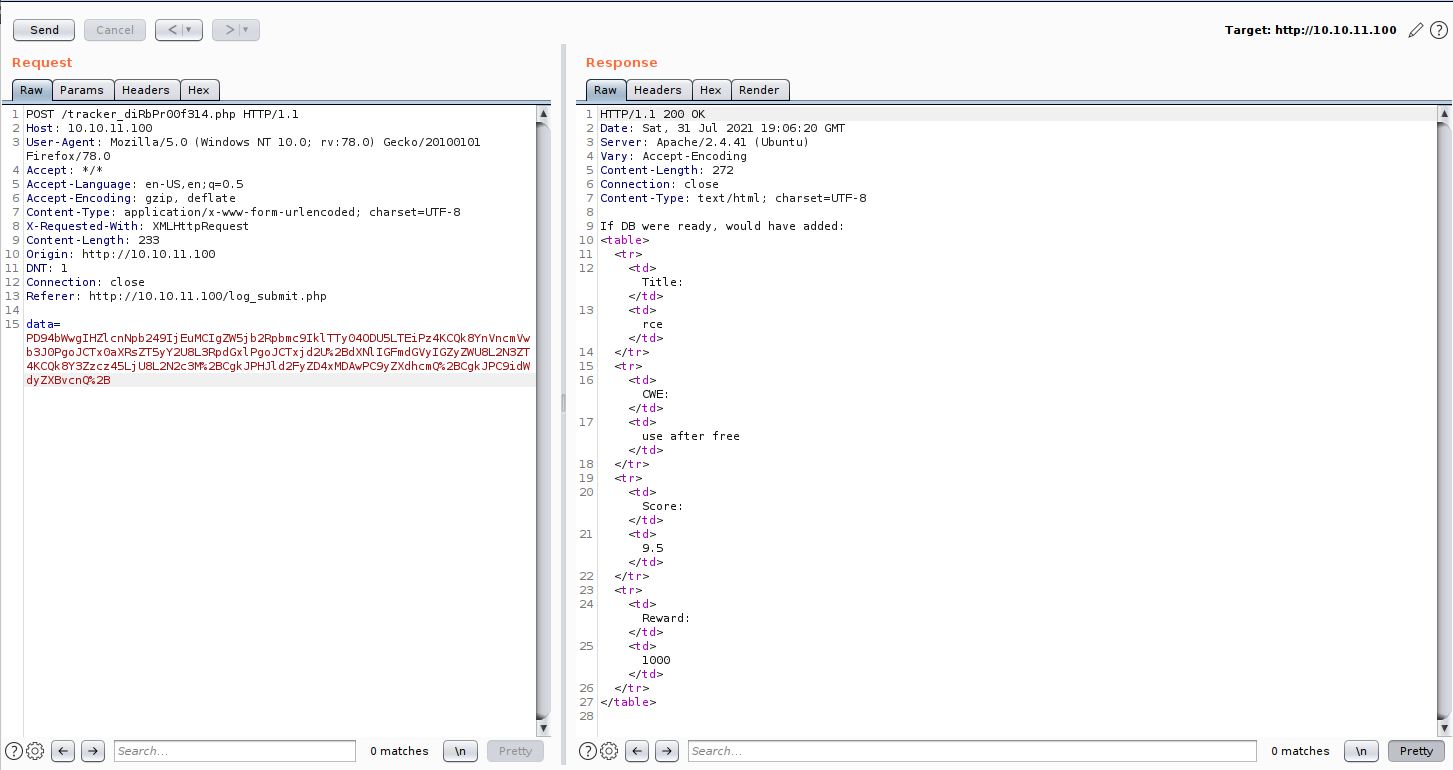 Send Cancel < > Target: http://10.10.11.100 ?
Request
Raw Params Headers Hex
1 POST /tracker_diRbPr00f314.php HTTP/1.1
2 Host: 10.10.11.100
3 User-Agent: Mozilla/5.0 (Windows NT 10.0; rv:78.0) Gecko/20100101
Firefox/78.0
4 Accept: */*
5 Accept-Language: en-US,en;q=0.5
6 Accept-Encoding: gzip, deflate
7 Content-Type: application/x-www-form-urlencoded; charset=UTF-8
8 X-Requested-With: XMLHttpRequest
9 Content-Length: 233
10 Origin: http://10.10.11.100
11 DNT: 1
12 Connection: close
13 Referer: http://10.10.11.100/log_submit.php
14
15 data=
PD94bWwgIHZlcnNpb249IjEuMCIgZW5jb2Rpbmc9IklTTy04ODU5LTEiPz4KCQk8YnVncmVw
b3J0PgoJCTx0aXRsZT5yY2U8L3RpdGxlPgoJCTxjd2U%2BdXNlIGFmdGVyIGZyZWU8L2N3ZT
4KCQk8Y3Zzcz45LjU8L2N2c3M%2BCgkJPHJld2FyZD4xMDAwPC9yZXdhcmQ%2BCgkJPC9idW
dyZXBvcnQ%2B
? Search... 0 matches \n Pretty
Response
Raw Headers Hex Render
1 HTTP/1.1 200 OK
2 Date: Sat, 31 Jul 2021 19:06:20 GMT
3 Server: Apache/2.4.41 (Ubuntu)
4 Vary: Accept-Encoding
5 Content-Length: 272
6 Connection: close
7 Content-Type: text/html; charset=UTF-8
8
9 If DB were ready, would have added:
10 <table>
11 <tr>
12 <td>
Title:
</td>
13 <td>
rce
</td>
14 </tr>
15 <tr>
16 <td>
CWE:
</td>
17 <td>
use after free
</td>
18 </tr>
19 <tr>
20 <td>
Score:
</td>
21 <td>
9.5
</td>
22 </tr>
23 <tr>
24 <td>
Reward:
</td>
25 <td>
1000
</td>
26 </tr>
27 </table>
28
? Search... 0 matches \n Pretty